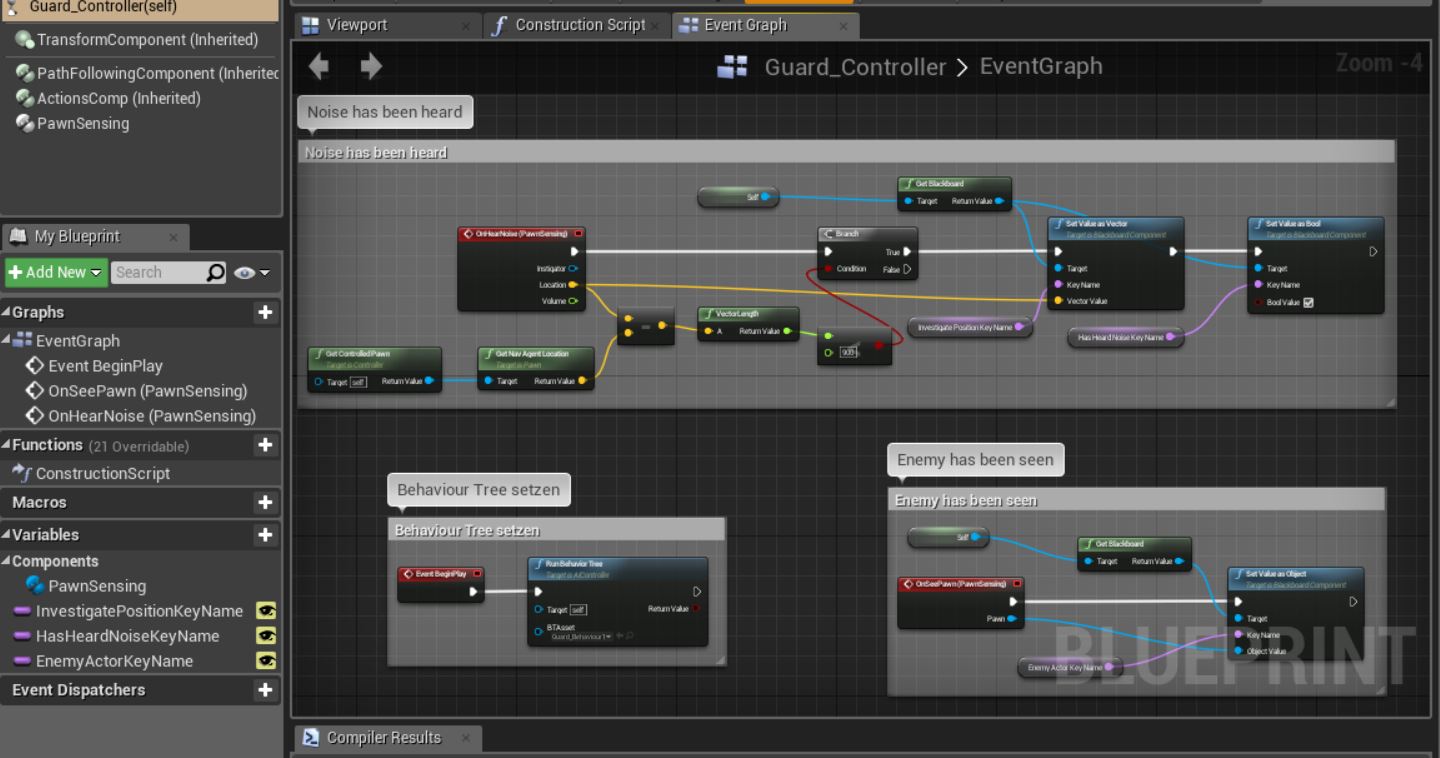 Guard_Controller(self)
TransformComponent (Inherited)
PathFollowingComponent (Inherited
ActionsComp (Inherited)
PawnSensing
My Blueprint
Add New
Search
Graphs
EventGraph
Event BeginPlay
OnSeePawn (PawnSensing)
OnHearNoise (PawnSensing)
Functions (21 Overridable)
ConstructionScript
Macros
Variables
Components
PawnSensing
InvestigatePositionKeyName
HasHeardNoiseKeyName
EnemyActorKeyName
Event Dispatchers
Viewport
Construction Script
Event Graph
Guard_Controller > EventGraph
Zoom -4
Noise has been heard
Noise has been heard
Self
Get Blackboard
Target Return Value
OnHearNoise (PawnSensing)
Instigator
Location
Volume
Branch
True
Condition False
Set Value as Vector
Target is Blackboard Component
Target
Key Name
Vector Value
Set Value as Bool
Target is Blackboard Component
Target
Key Name
Bool Value
VectorLength
A Return Value
900
Investigate Position Key Name
Has Heard Noise Key Name
Get Controlled Pawn
Target is Controller
Target self Return Value
Get Nav Agent Location
Target is Pawn
Target Return Value
Behaviour Tree setzen
Behaviour Tree setzen
Event BeginPlay
Run Behavior Tree
Target is AIController
Target self Return Value
BTAsset
Guard_Behaviour1
Enemy has been seen
Enemy has been seen
Self
Get Blackboard
Target Return Value
OnSeePawn (PawnSensing)
Pawn
Set Value as Object
Target is Blackboard Component
Target
Key Name
Object Value
Enemy Actor Key Name
BLUEPRINT
Compiler Results